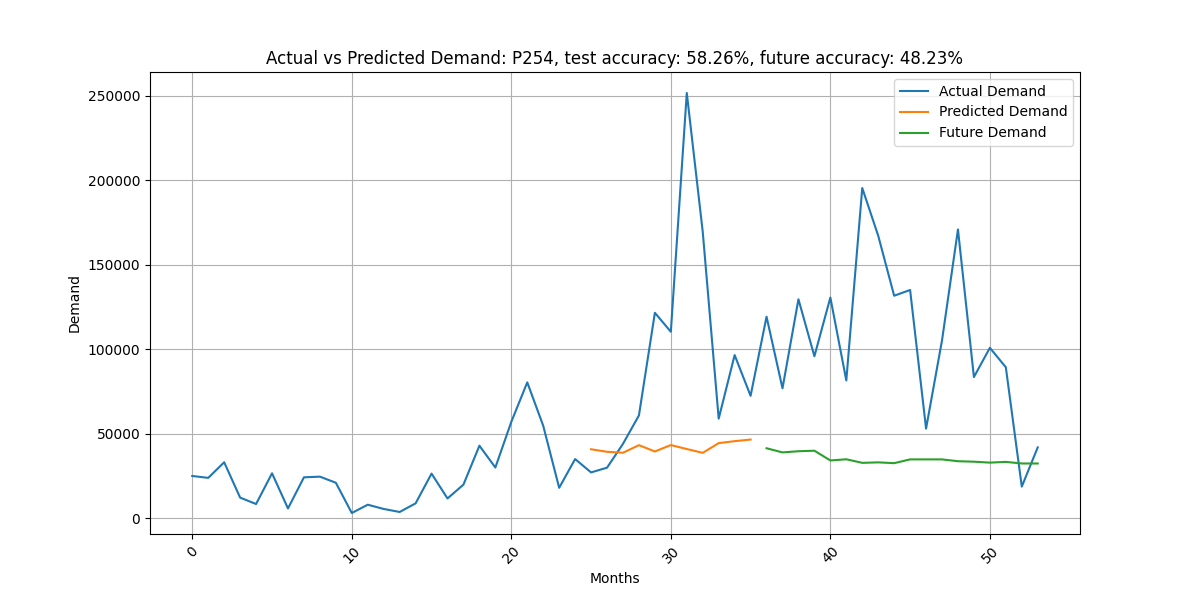 Actual vs Predicted Demand: P254, test accuracy: 58.26%, future accuracy: 48.23%
Actual Demand
Predicted Demand
Future Demand
Demand
250000
200000
150000
100000
50000
0
0
10
20
30
40
50
Months